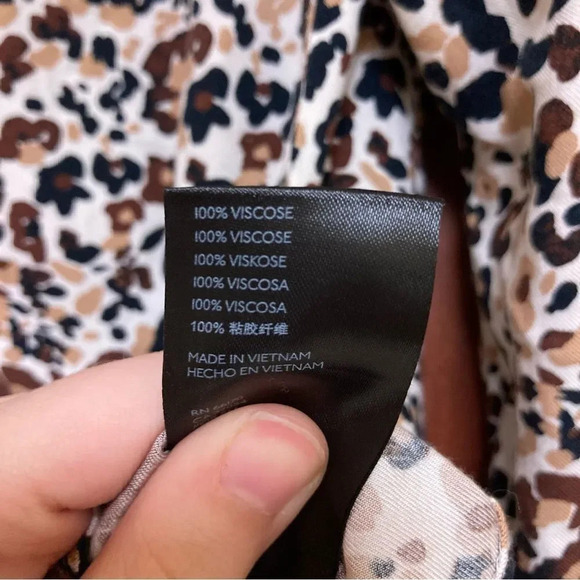 100% VISCOSE
100% VISCOSE
100% VISKOSE
100% VISCOSA
100% VISCOSA
100% 粘胶纤维
MADE IN VIETNAM
HECHO EN VIETNAM
RN